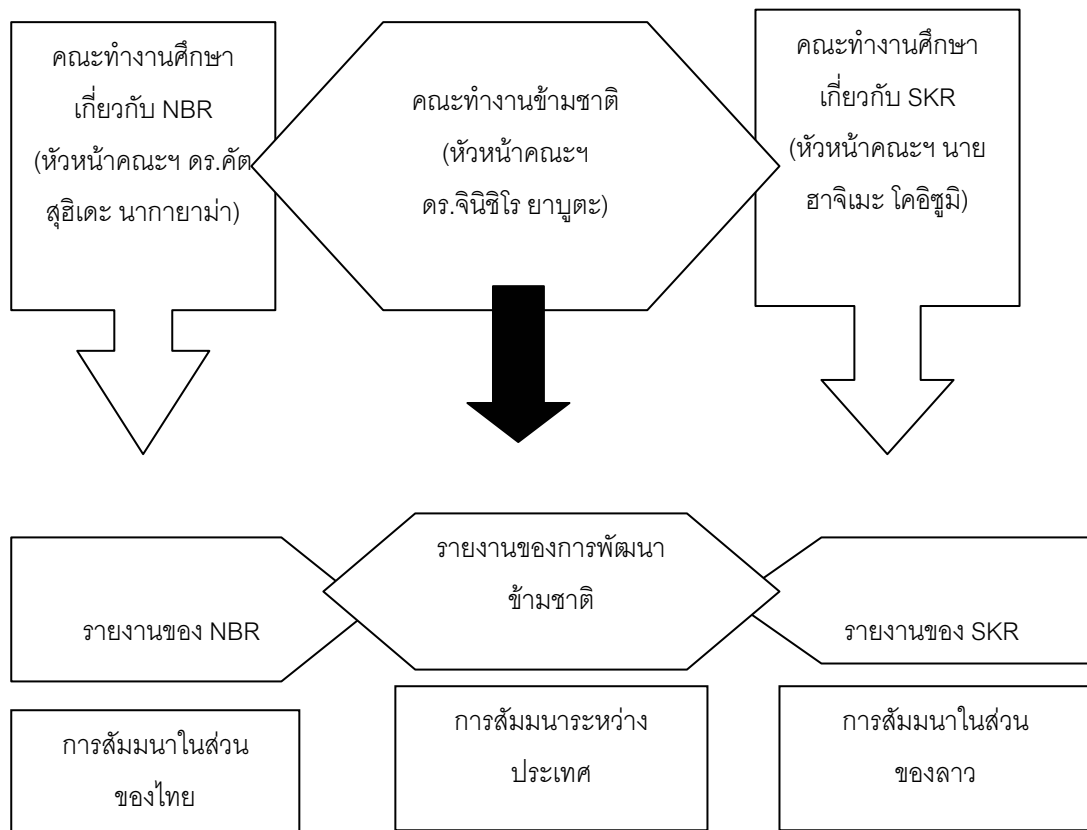 คณะทำงานศึกษา
เกี่ยวกับ NBR
(หัวหน้าคณะฯ ดร.คัต
สุฮิเดะ นากายาม่า)
คณะทำงานข้ามชาติ
(หัวหน้าคณะฯ
ดร.จินิชิโร ยาบูตะ)
คณะทำงานศึกษา
เกี่ยวกับ SKR
(หัวหน้าคณะฯ นาย
ฮาจิเมะ โคอิซูมิ)
รายงานของ NBR
รายงานของการพัฒนา
ข้ามชาติ
รายงานของ SKR
การสัมมนาในส่วน
ของไทย
การสัมมนาระหว่าง
ประเทศ
การสัมมนาในส่วน
ของลาว